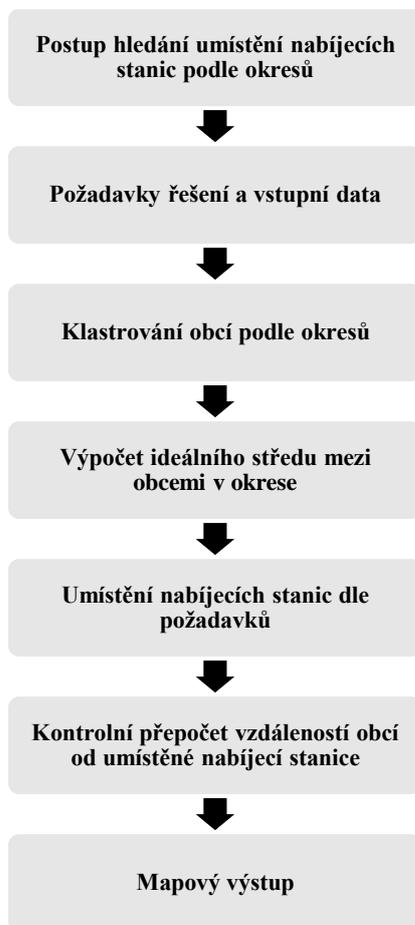 Postup hledání umístění nabíjecích
stanic podle okresů
Požadavky řešení a vstupní data
Klastrování obcí podle okresů
Výpočet ideálního středu mezi
obcemi v okrese
Umístění nabíjecích stanic dle
požadavků
Kontrolní přepočet vzdáleností obcí
od umístěné nabíjecí stanice
Mapový výstup